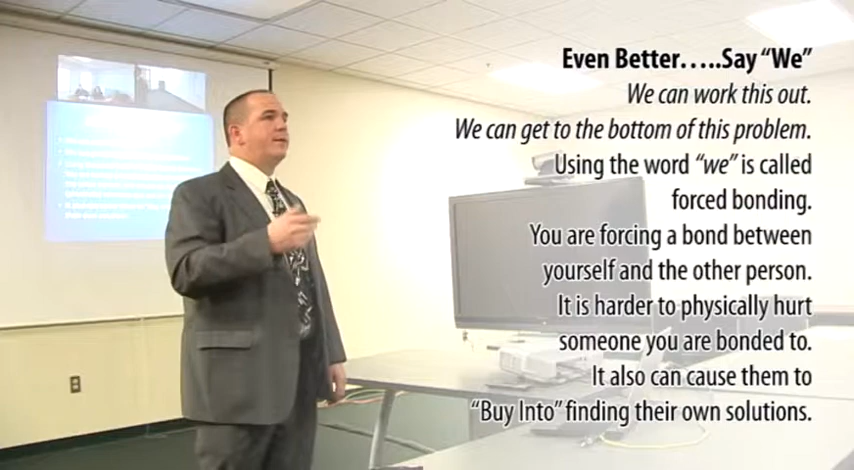 Even Better…..Say “We”
We can work this out.
We can get to the bottom of this problem.
Using the word “we” is called
forced bonding.
You are forcing a bond between
yourself and the other person.
It is harder to physically hurt
someone you are bonded to.
It also can cause them to
“Buy Into” finding their own solutions.